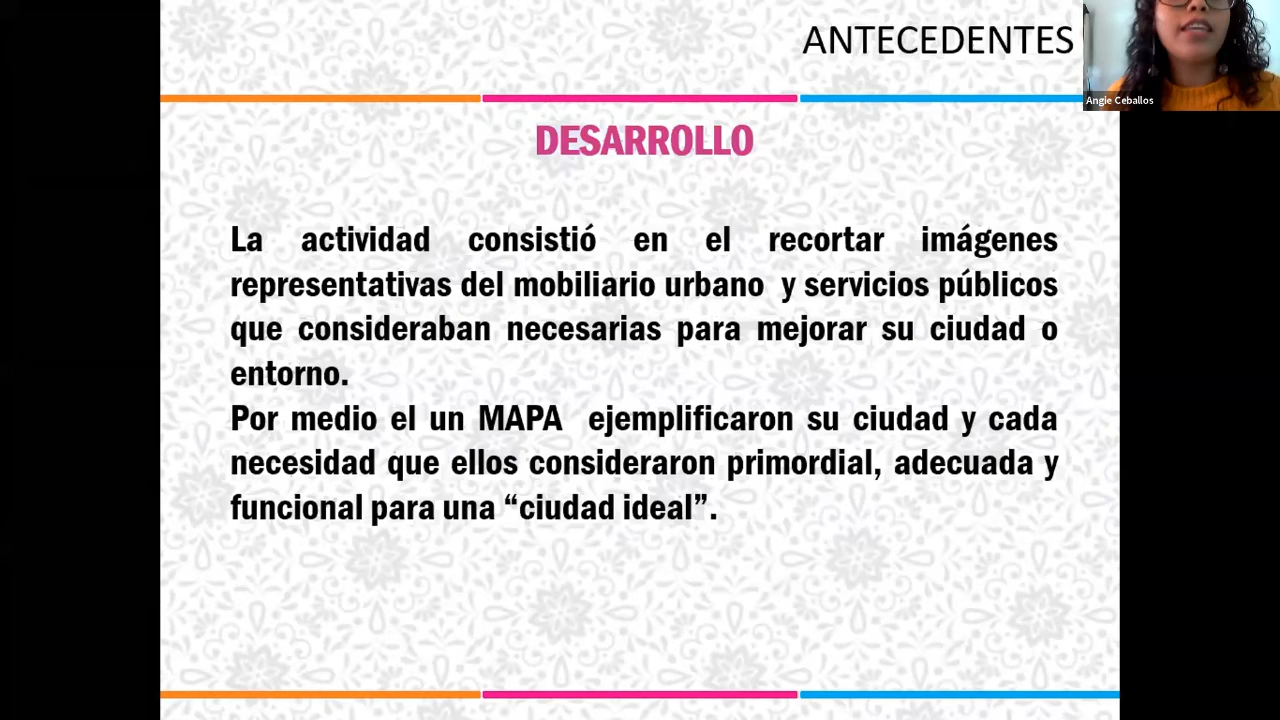 ANTECEDENTES
Angie Ceballos
DESARROLLO
La actividad consistió en el recortar imágenes
representativas del mobiliario urbano y servicios públicos
que consideraban necesarias para mejorar su ciudad o
entorno.
Por medio el un MAPA ejemplificaron su ciudad y cada
necesidad que ellos consideraron primordial, adecuada y
funcional para una “ciudad ideal”.